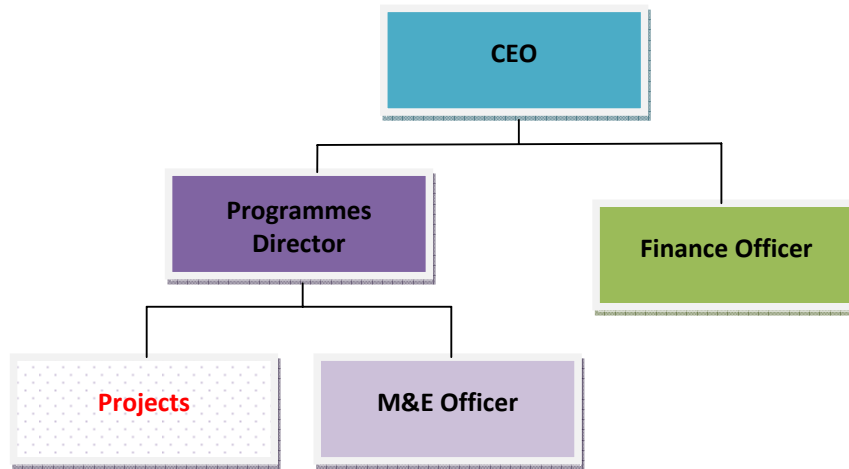 CEO
Programmes
Director
Finance Officer
Projects
M&E Officer